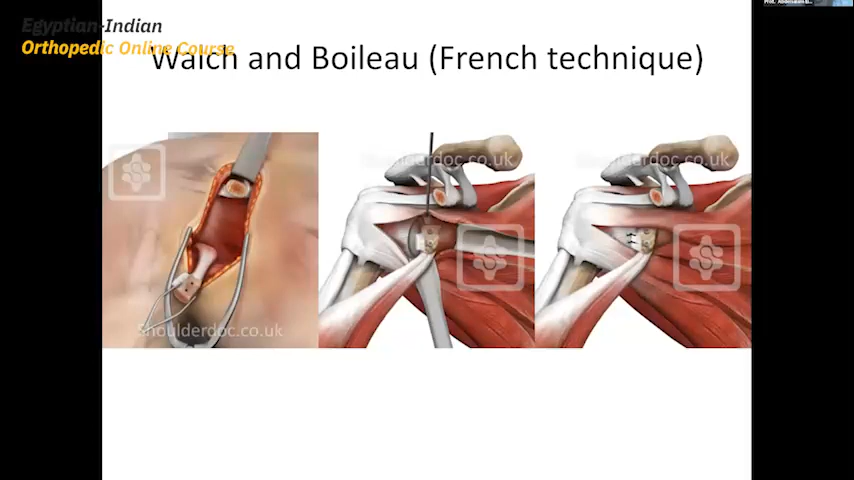 Egyptian-Indian
Orthopedic Online Course
Walch and Boileau (French technique)
Shoulderdoc.co.uk
Shoulderdoc.co.uk
Shoulderdoc.co.uk